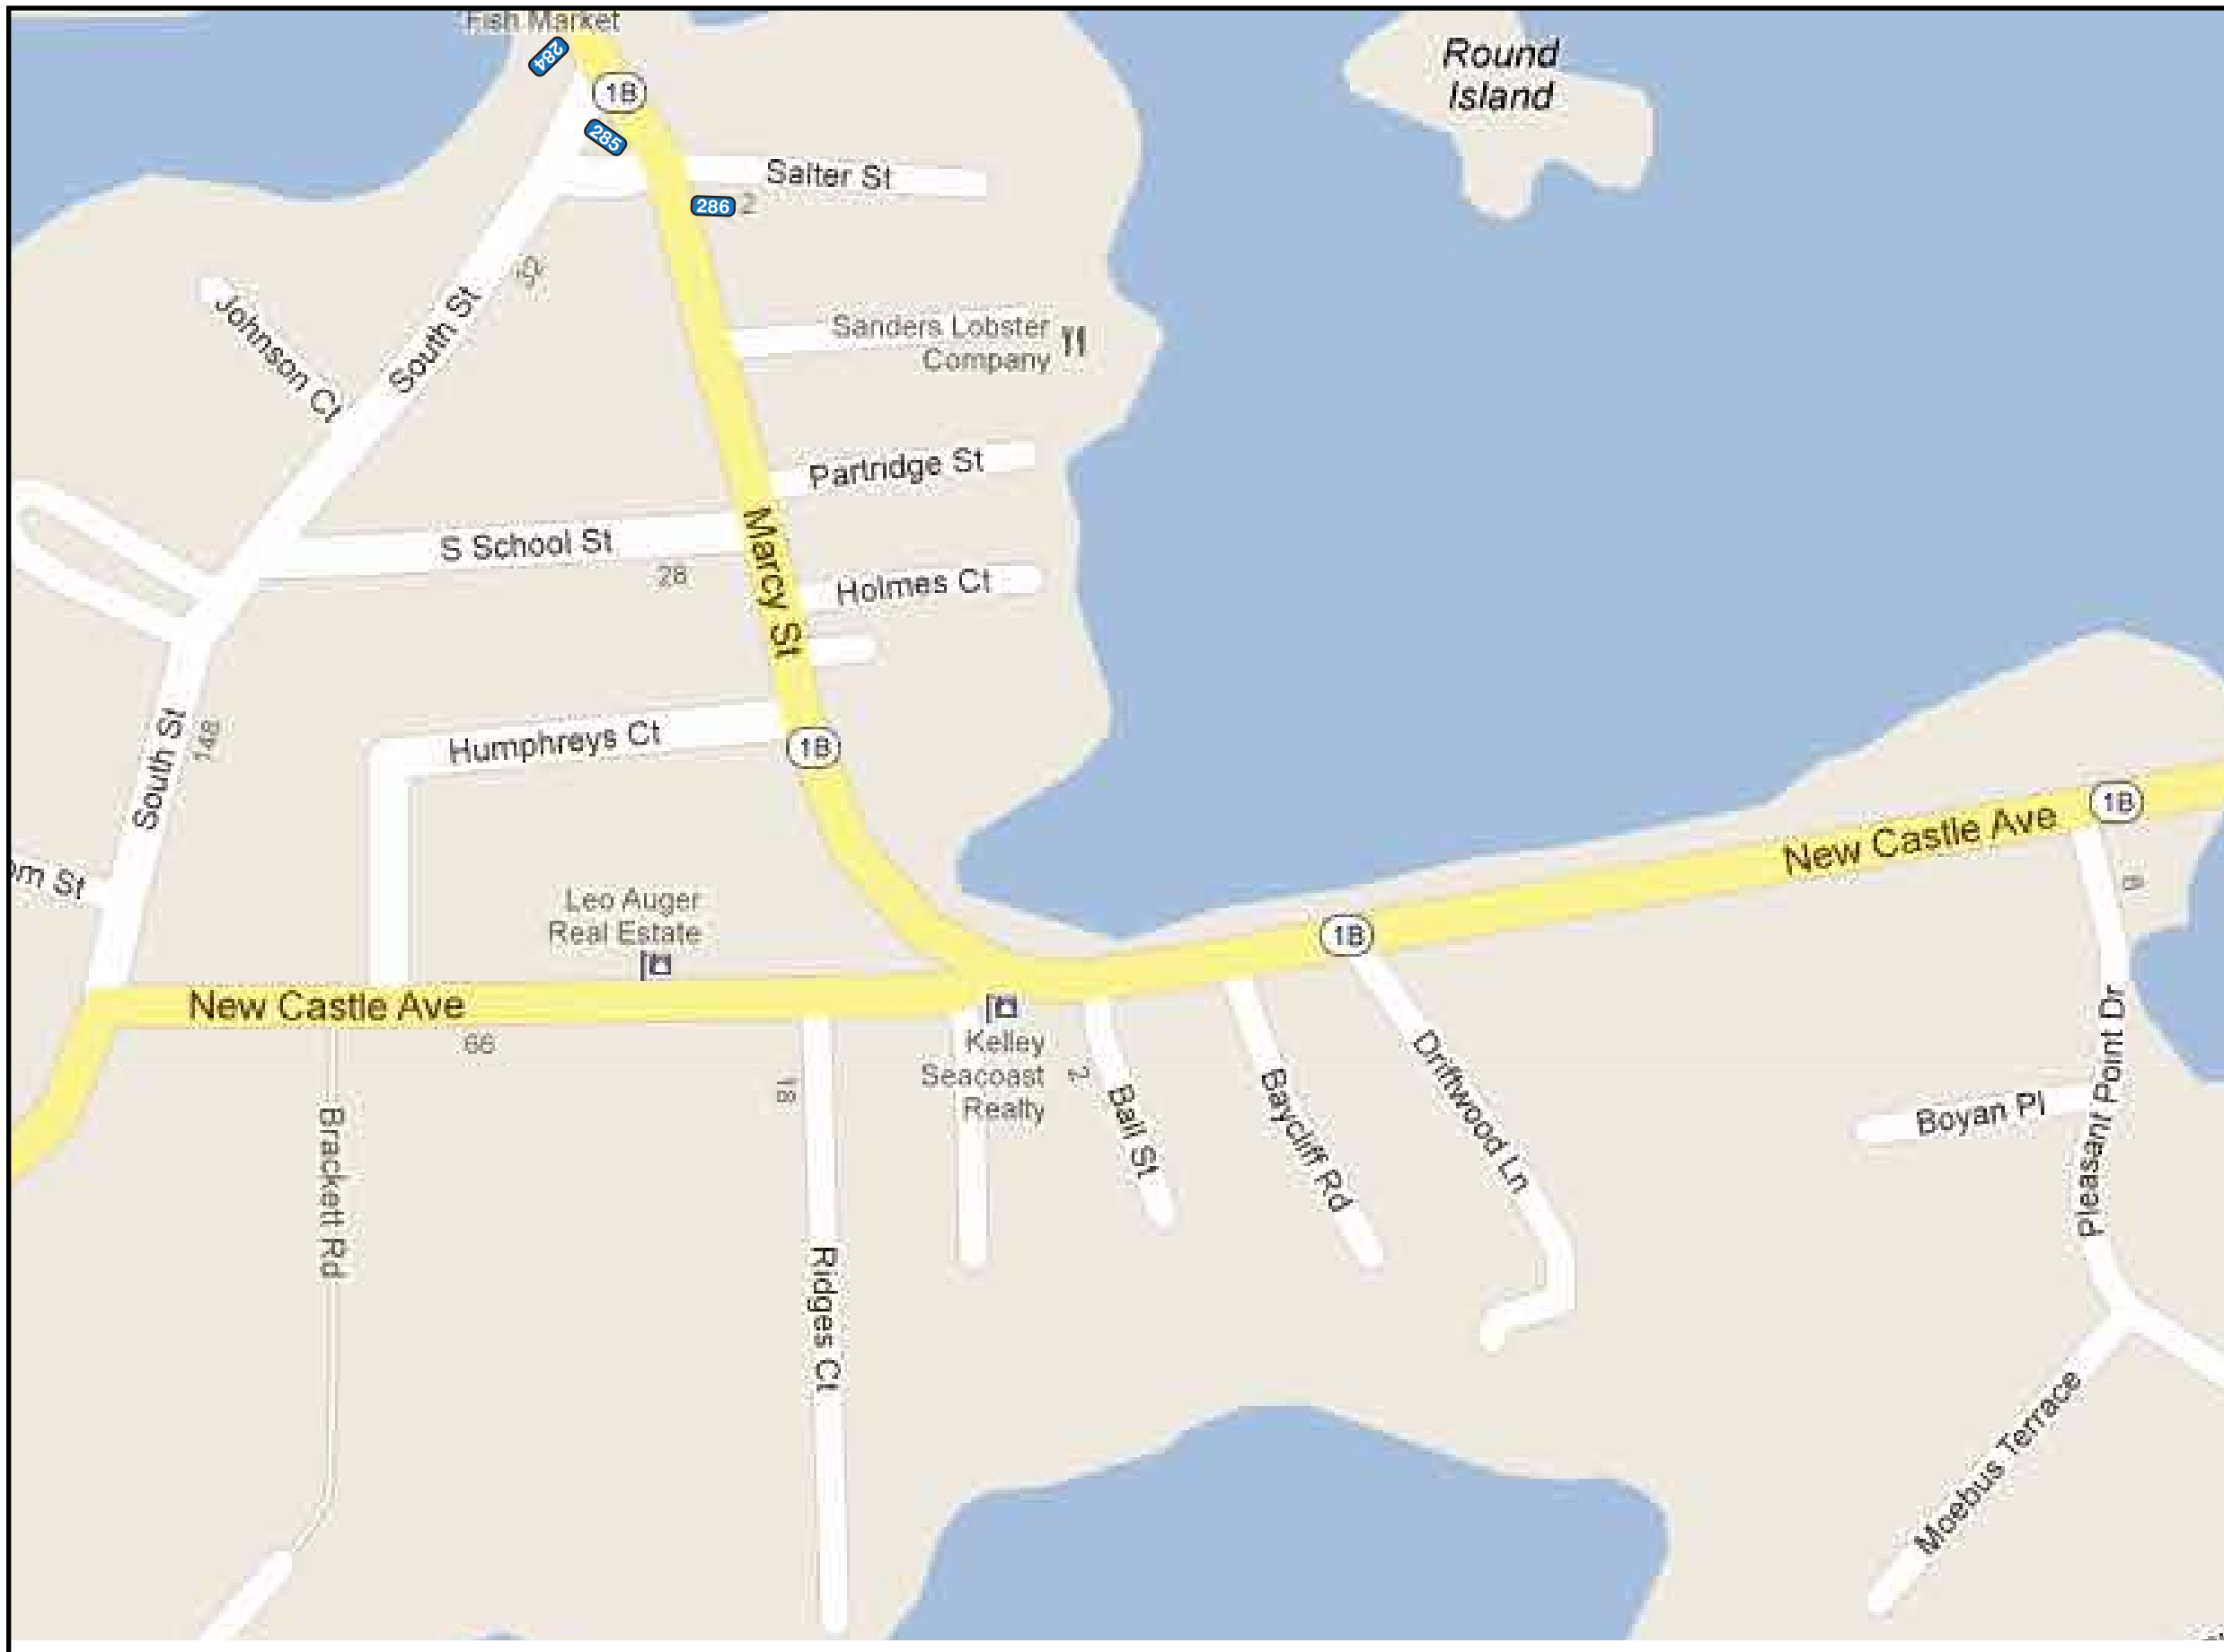 Fish Market
284
1B
285
Round
Island
Salter St
286
2
Johnson Ct
South St
Sanders Lobster
Company
Partridge St
S School St
28
Marcy St
Holmes Ct
South St
148
Humphreys Ct
1B
1B
New Castle Ave
om St
Leo Auger
Real Estate
1B
New Castle Ave
66
Kelley
Seacoast
Realty
18
2
Ball St
Baycliff Rd
Driftwood Ln
Brackett Rd
Boyan Pl
Pleasant Point Dr
Ridges Ct
Moebus Terrace